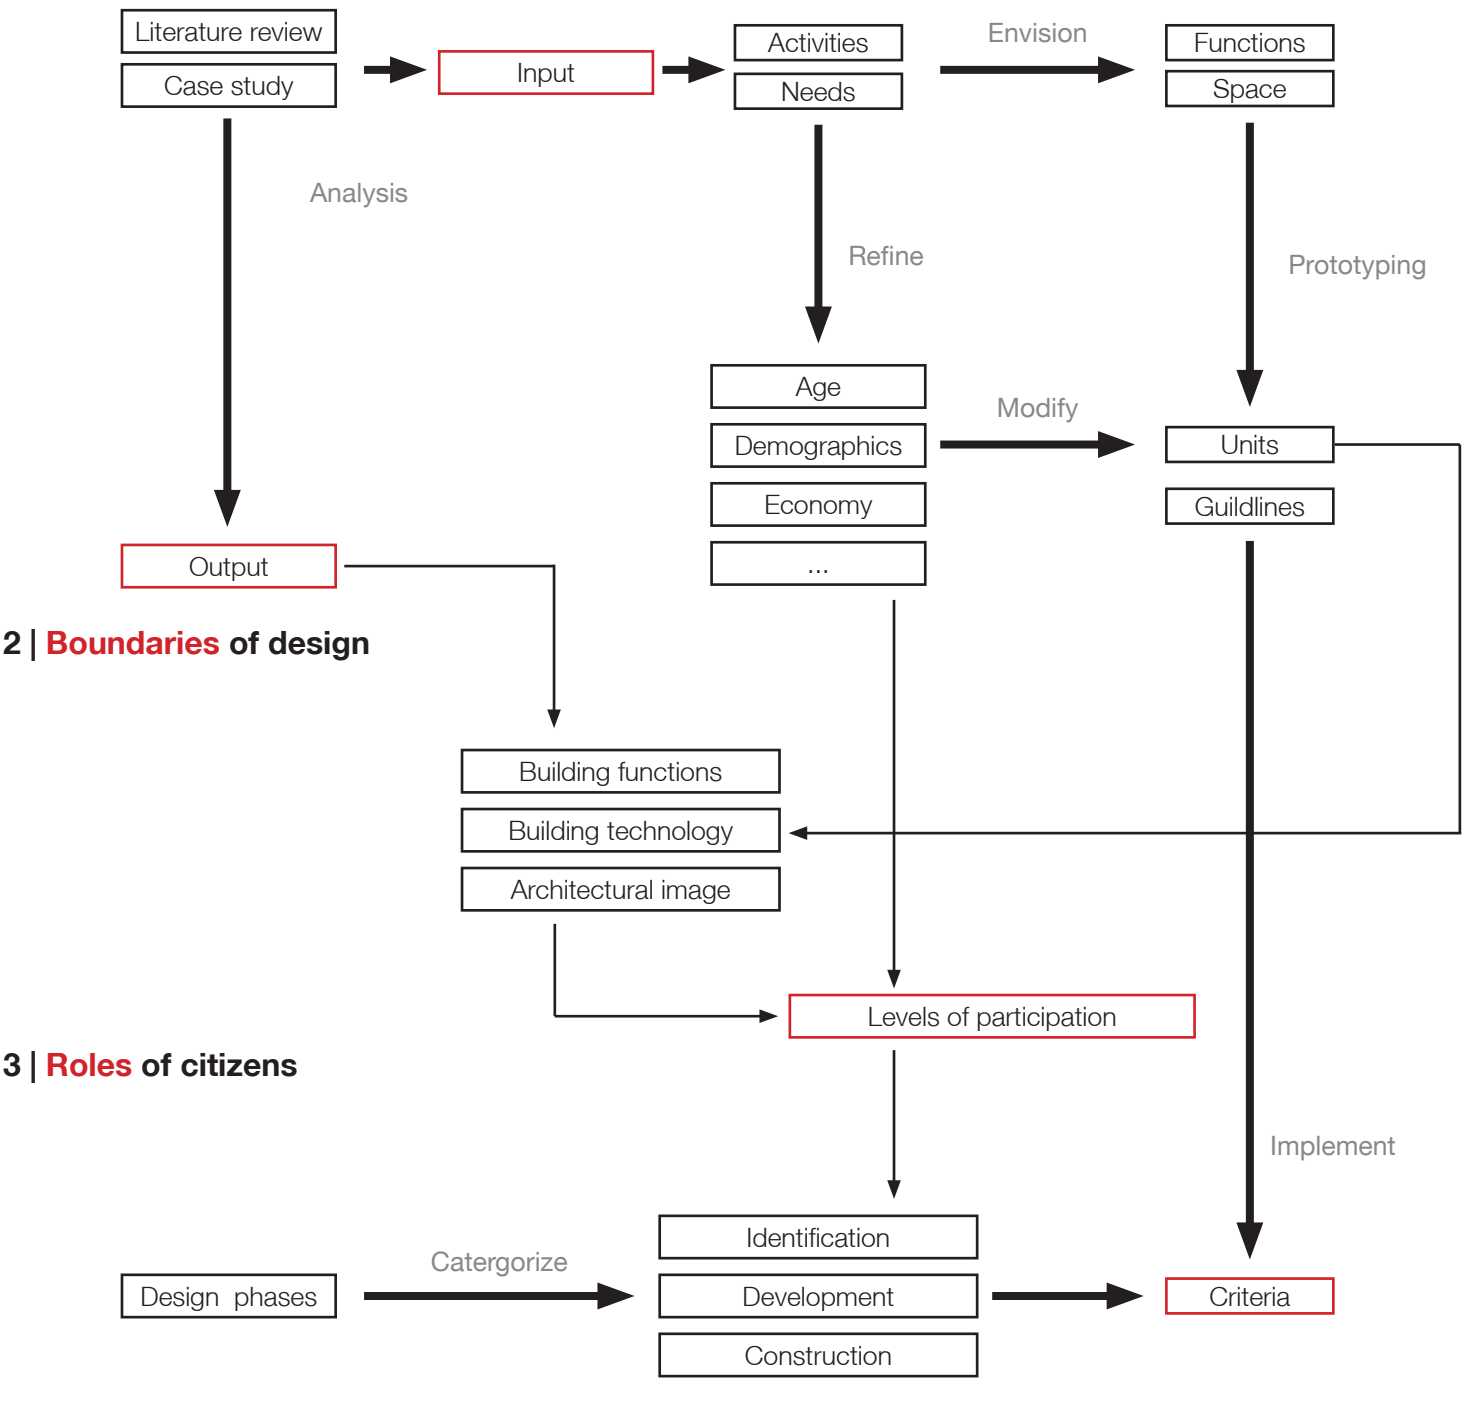 Literature review
Case study
Input
Activities
Needs
Envision
Functions
Space
Analysis
Refine
Prototyping
Age
Demographics
Economy
...
Modify
Units
Guildlines
Output
2 | Boundaries of design
Building functions
Building technology
Architectural image
Levels of participation
3 | Roles of citizens
Implement
Design phases
Catergorize
Identification
Development
Construction
Criteria